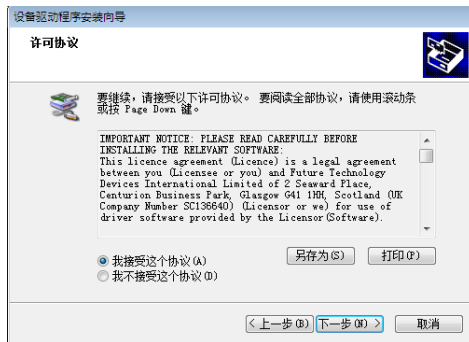 设备驱动程序安装向导
许可协议
要继续，请接受以下许可协议。 要阅读全部协议，请使用滚动条
或按 Page Down 键。
IMPORTANT NOTICE: PLEASE READ CAREFULLY BEFORE
INSTALLING THE RELEVANT SOFTWARE:
This licence agreement (Licence) is a legal agreement
between you (Licensee or you) and Future Technology
Devices International Limited of 2 Seaward Place,
Centurion Business Park, Glasgow G41 1HH, Scotland (UK
Company Number SC136640) (Licensor or we) for use of
driver software provided by the Licensor(Software).
我接受这个协议(A)
我不接受这个协议(D)
另存为(S)
打印(P)
< 上一步(B)
下一步(N) >
取消